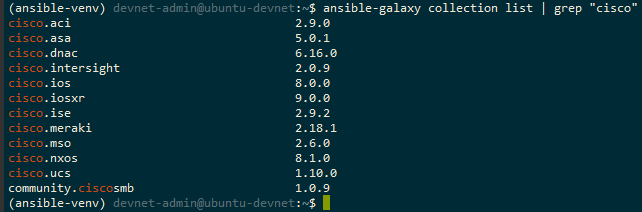 (ansible-venv) devnet-admin@ubuntu-devnet:~$ ansible-galaxy collection list | grep "cisco"
cisco.aci 2.9.0
cisco.asa 5.0.1
cisco.dnac 6.16.0
cisco.intersight 2.0.9
cisco.ios 8.0.0
cisco.iosxr 9.0.0
cisco.ise 2.9.2
cisco.meraki 2.18.1
cisco.mso 2.6.0
cisco.nxos 8.1.0
cisco.ucs 1.10.0
community.ciscosmb 1.0.9
(ansible-venv) devnet-admin@ubuntu-devnet:~$